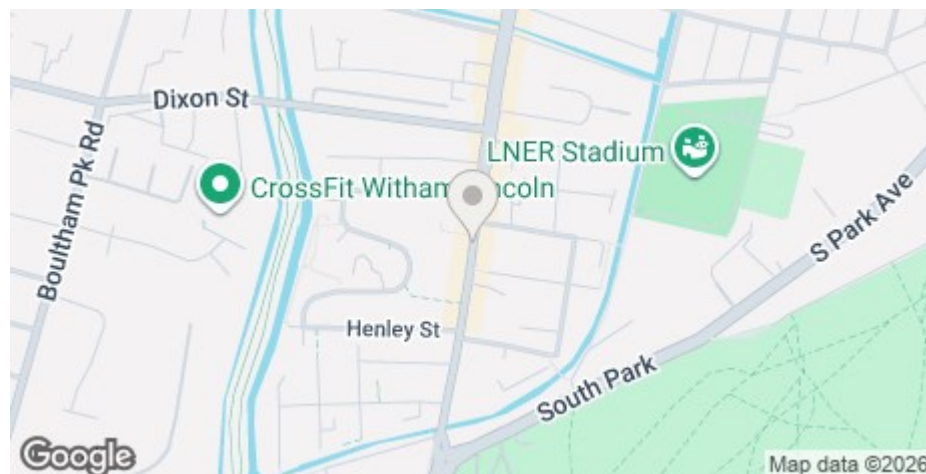 Dixon St
LNER Stadium
CrossFit Witham Lincoln
Boultham Pk Rd
S Park Ave
Henley St
South Park
Google
Map data ©2026